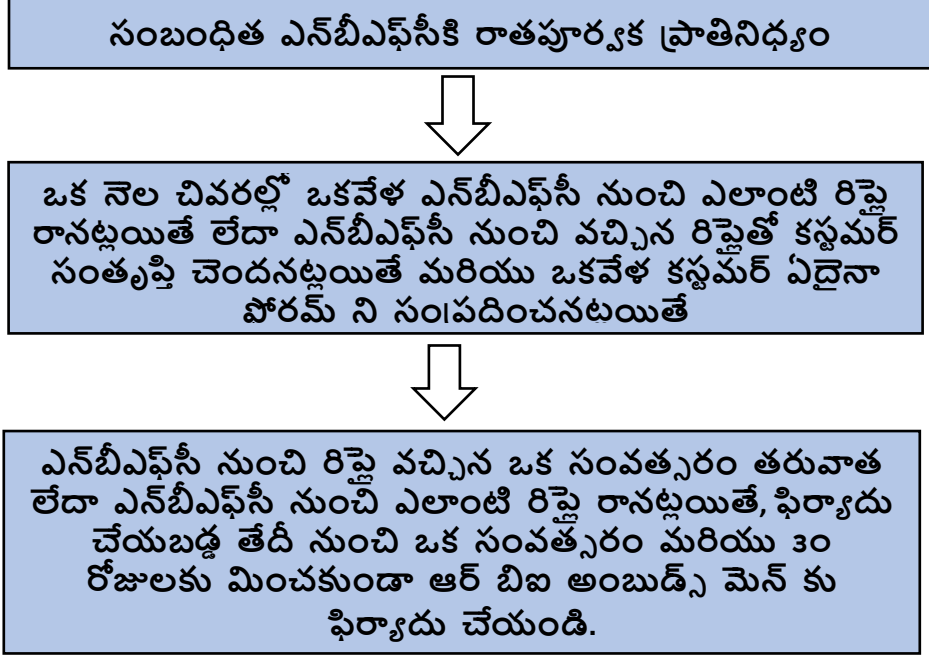 సంబంధిత ఎన్‌బీఎఫ్‌సీకి రాతపూర్వక ప్రాతినిధ్యం
ఒక నెల చివరల్లో ఒకవేళ ఎన్‌బీఎఫ్‌సీ నుంచి ఎలాంటి రిప్లై
రానట్లయితే లేదా ఎన్‌బీఎఫ్‌సీ నుంచి వచ్చిన రిప్లైతో కస్టమర్
సంతృప్తి చెందనట్లయితే మరియు ఒకవేళ కస్టమర్ ఏదైనా
ఫోరమ్ ని సంప్రదించనట్లయితే
ఎన్‌బీఎఫ్‌సీ నుంచి రిప్లై వచ్చిన ఒక సంవత్సరం తరువాత
లేదా ఎన్‌బీఎఫ్‌సీ నుంచి ఎలాంటి రిప్లై రానట్లయితే, ఫిర్యాదు
చేయబడ్డ తేదీ నుంచి ఒక సంవత్సరం మరియు 30
రోజులకు మించకుండా ఆర్ బిఐ అంబుడ్స్ మెన్ కు
ఫిర్యాదు చేయండి.